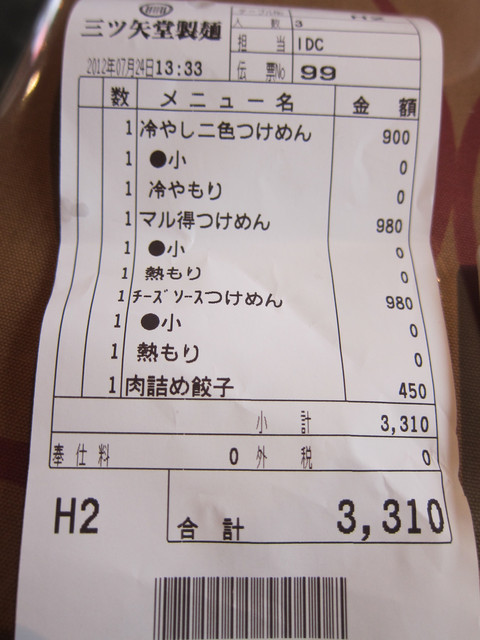 三ツ矢堂製麺
人数 3
担当 IDC
2012年07月24日13:33 伝票No 99
数 メニュー名 金額
1 冷やし二色つけめん 900
1 ●小 0
1 冷やもり 0
1 マル得つけめん 980
1 ●小 0
1 熱もり 0
1 チーズソースつけめん 980
1 ●小 0
1 熱もり 0
1 肉詰め餃子 450
小計 3,310
奉仕料 0 外税 0
H2 合計 3,310